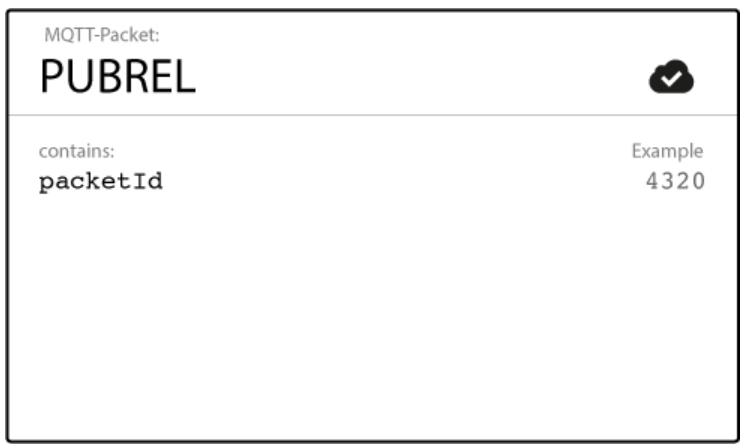 MQTT-Packet:
PUBREL
contains: Example
packetId 4320